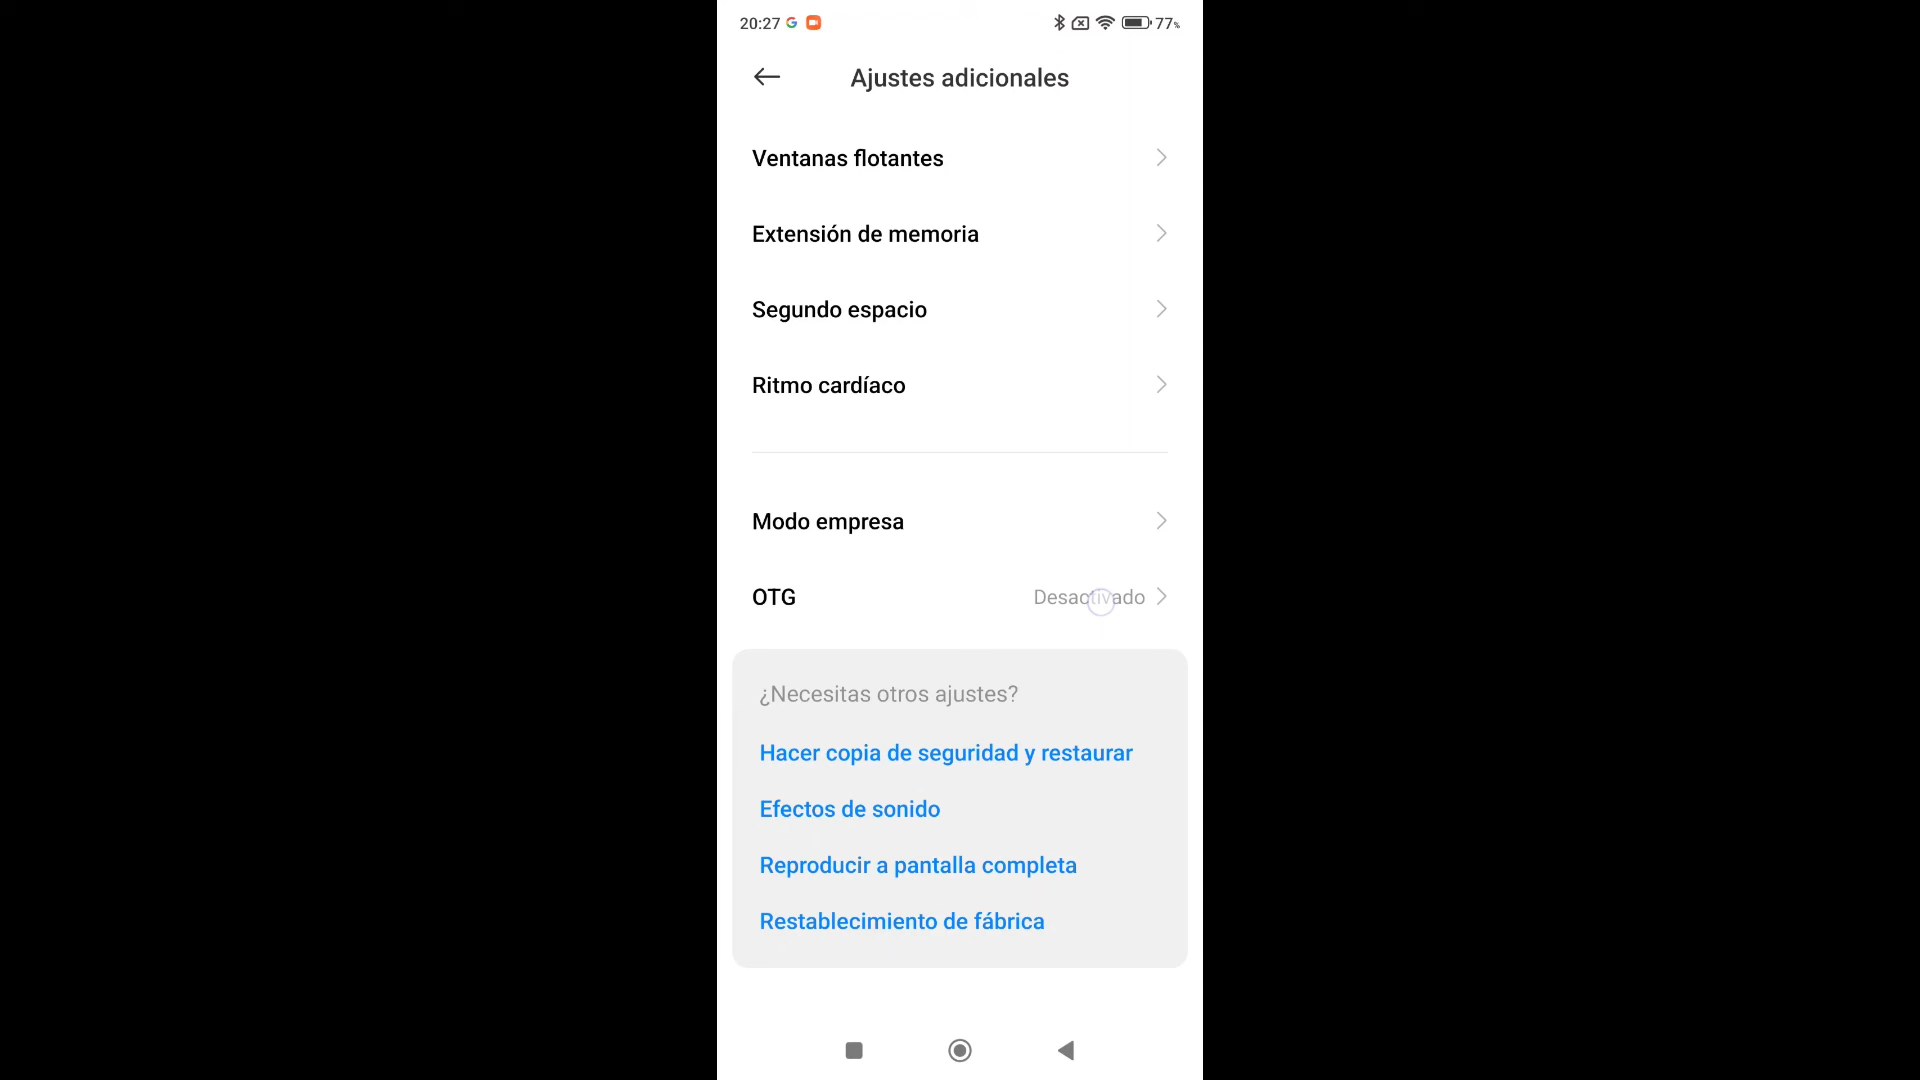 20:27 77%
Ajustes adicionales
Ventanas flotantes
Extensión de memoria
Segundo espacio
Ritmo cardíaco
Modo empresa
OTG Desactivado
¿Necesitas otros ajustes?
Hacer copia de seguridad y restaurar
Efectos de sonido
Reproducir a pantalla completa
Restablecimiento de fábrica